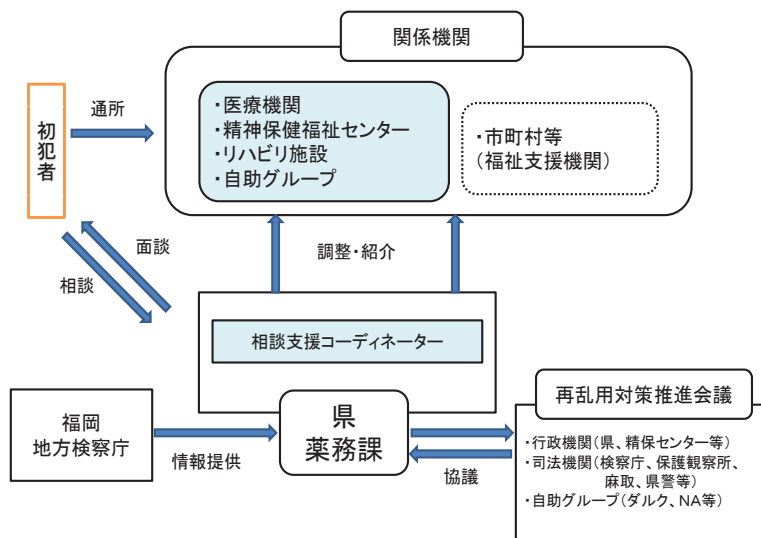 関係機関
初犯者
通所
・医療機関
・精神保健福祉センター
・リハビリ施設
・自助グループ
・市町村等
(福祉支援機関)
面談
相談
調整・紹介
相談支援コーディネーター
福岡
地方検察庁
情報提供
県
薬務課
協議
再乱用対策推進会議
・行政機関(県、精保センター等)
・司法機関(検察庁、保護観察所、
麻取、県警等)
・自助グループ(ダルク、NA等)